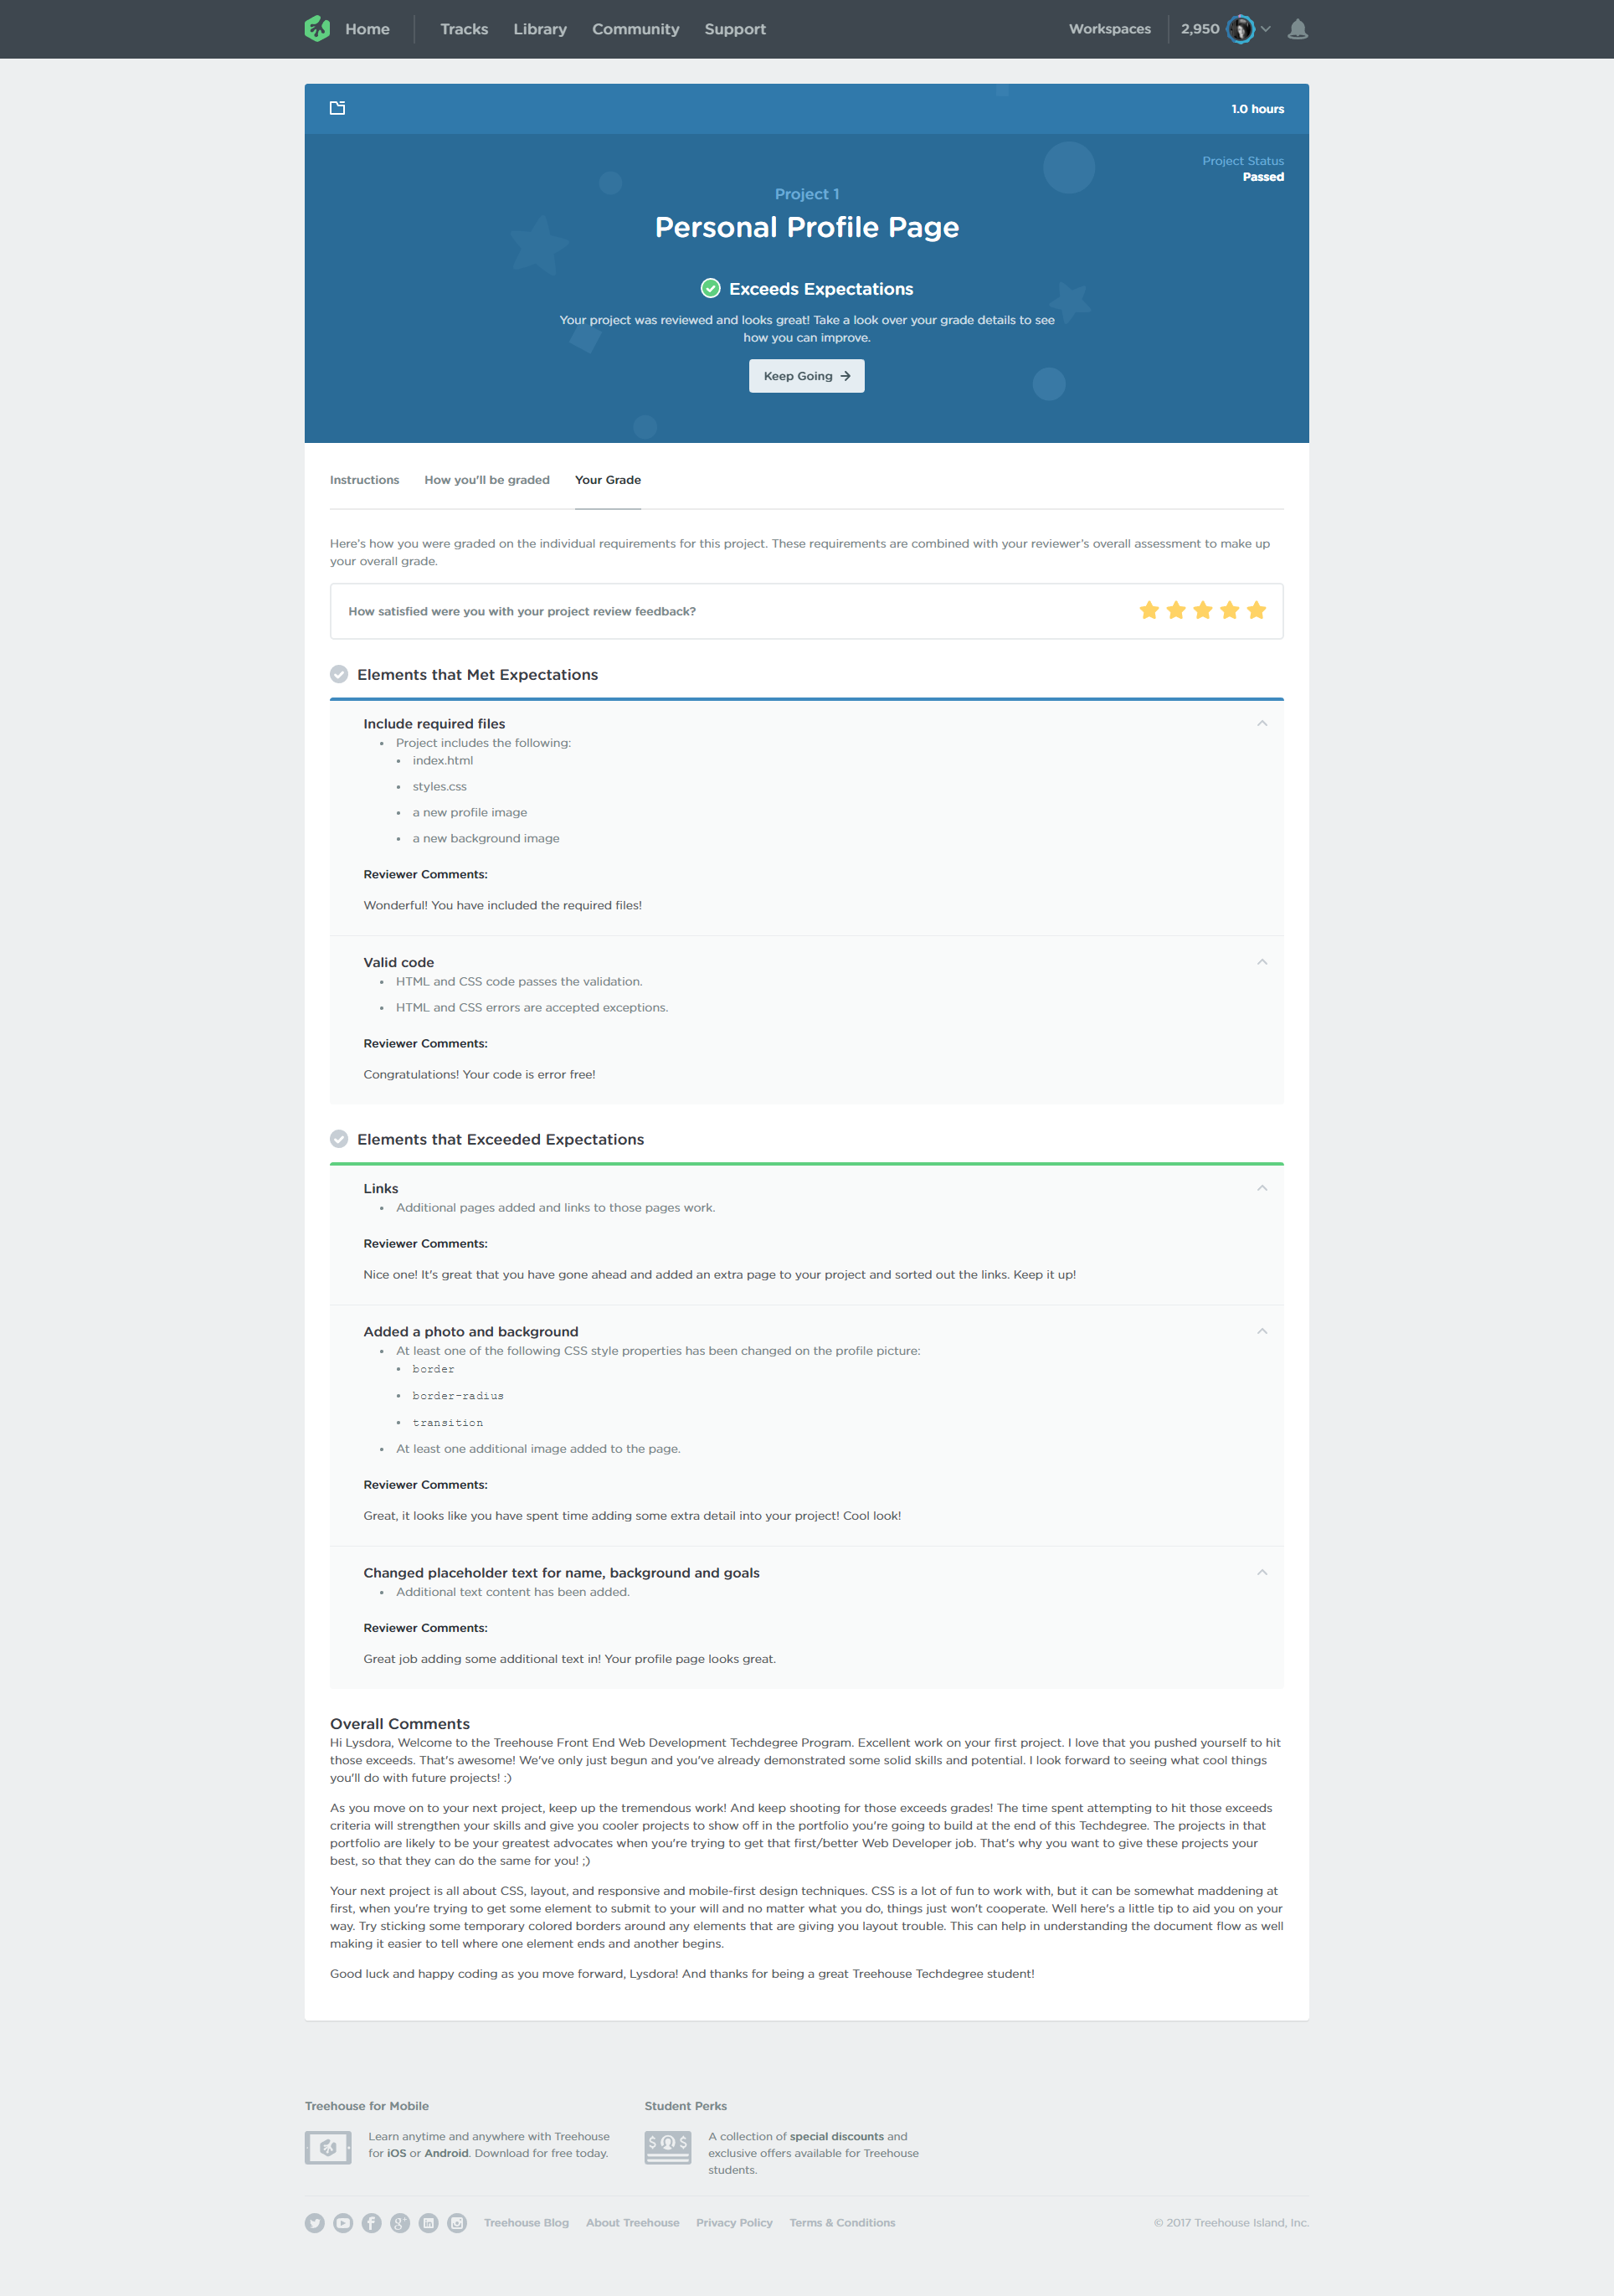 Home Tracks Library Community Support Workspaces 2,950
1.0 hours
Project Status
Passed
Project 1
Personal Profile Page
Exceeds Expectations
Your project was reviewed and looks great! Take a look over your grade details to see
how you can improve.
Keep Going
Instructions How you'll be graded Your Grade
Here's how you were graded on the individual requirements for this project. These requirements are combined with your reviewer's overall assessment to make up
your overall grade.
How satisfied were you with your project review feedback?
Elements that Met Expectations
Include required files
• Project includes the following:
• index.html
• styles.css
• a new profile image
• a new background image
Reviewer Comments:
Wonderful! You have included the required files!
Valid code
• HTML and CSS code passes the validation.
• HTML and CSS errors are accepted exceptions.
Reviewer Comments:
Congratulations! Your code is error free!
Elements that Exceeded Expectations
Links
• Additional pages added and links to those pages work.
Reviewer Comments:
Nice one! It's great that you have gone ahead and added an extra page to your project and sorted out the links. Keep it up!
Added a photo and background
• At least one of the following CSS style properties has been changed on the profile picture:
• border
• border-radius
• transition
• At least one additional image added to the page.
Reviewer Comments:
Great, it looks like you have spent time adding some extra detail into your project! Cool look!
Changed placeholder text for name, background and goals
• Additional text content has been added.
Reviewer Comments:
Great job adding some additional text in! Your profile page looks great.
Overall Comments
Hi Lysdora, Welcome to the Treehouse Front End Web Development Techdegree Program. Excellent work on your first project. I love that you pushed yourself to hit
those exceeds. That's awesome! We've only just begun and you've already demonstrated some solid skills and potential. I look forward to seeing what cool things
you'll do with future projects! :)
As you move on to your next project, keep up the tremendous work! And keep shooting for those exceeds grades! The time spent attempting to hit those exceeds
criteria will strengthen your skills and give you cooler projects to show off in the portfolio you're going to build at the end of this Techdegree. The projects in that
portfolio are likely to be your greatest advocates when you're trying to get that first/better Web Developer job. That's why you want to give these projects your
best, so that they can do the same for you! ;)
Your next project is all about CSS, layout, and responsive and mobile-first design techniques. CSS is a lot of fun to work with, but it can be somewhat maddening at
first, when you're trying to get some element to submit to your will and no matter what you do, things just won't cooperate. Well here's a little tip to aid you on your
way. Try sticking some temporary colored borders around any elements that are giving you layout trouble. This can help in understanding the document flow as well
making it easier to tell where one element ends and another begins.
Good luck and happy coding as you move forward, Lysdora! And thanks for being a great Treehouse Techdegree student!
Treehouse for Mobile
Learn anytime and anywhere with Treehouse
for iOS or Android. Download for free today.
Student Perks
A collection of special discounts and
exclusive offers available for Treehouse
students.
Treehouse Blog About Treehouse Privacy Policy Terms & Conditions © 2017 Treehouse Island, Inc.